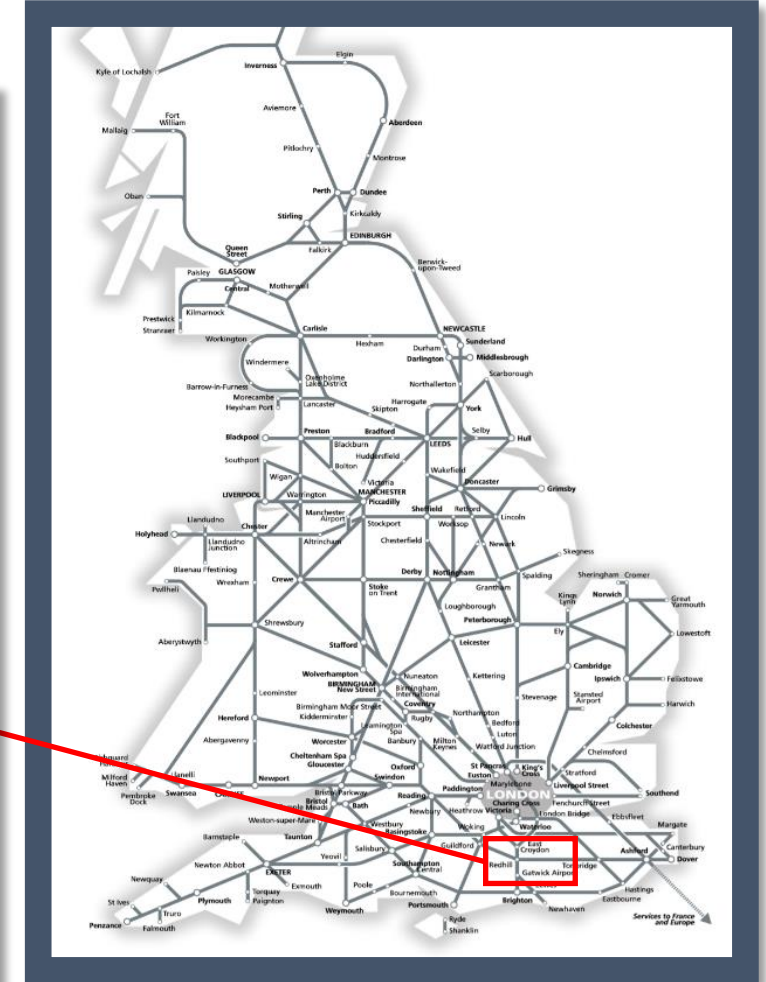 Elgin
Inverness
Kyle of Lochalsh
Aviemore
Fort
William
Mallaig
Aberdeen
Pitlochry
Montrose
Perth
Dundee
Oban
Stirling
Kirkcaldy
EDINBURGH
Queen
Street
Falkirk
Berwick-
upon-Tweed
Paisley
GLASGOW
Central
Motherwell
Kilmarnock
Prestwick
Stranraer
Carlisle
NEWCASTLE
Workington
Hexham
Sunderland
Durham
Darlington
Middlesbrough
Windermere
Scarborough
Oxenholme
Lake District
Barrow-in-Furness
Northallerton
Morecambe
Heysham Port
Lancaster
Harrogate
York
Skipton
Blackpool
Preston
Bradford
Selby
Hull
Blackburn
LEEDS
Huddersfield
Southport
Bolton
Wakefield
Wigan
Victoria
Doncaster
MANCHESTER
Piccadilly
LIVERPOOL
Warrington
Grimsby
Manchester
Airport
Sheffield
Retford
Stockport
Worksop
Lincoln
Llandudno
Chester
Holyhead
Llandudno
Junction
Altrincham
Chesterfield
Newark
Skegness
Blaenau Ffestiniog
Wrexham
Crewe
Stoke
on Trent
Derby
Nottingham
Grantham
Spalding
Sheringham
Cromer
Pwllheli
Kings
Lynn
Norwich
Great
Yarmouth
Loughborough
Peterborough
Shrewsbury
Aberystwyth
Stafford
Leicester
Ely
Lowestoft
Wolverhampton
BIRMINGHAM
New Street
Nuneaton
Birmingham
International
Kettering
Cambridge
Ipswich
Felixstowe
Leominster
Coventry
Stevenage
Stansted
Airport
Harwich
Birmingham Moor Street
Kidderminster
Rugby
Northampton
Hereford
Leamington
Spa
Bedford
Colchester
Abergavenny
Worcester
Banbury
Milton
Keynes
Luton
Watford Junction
Cheltenham Spa
Gloucester
Chelmsford
Oxford
St Pancras
King's
Cross
Euston
Stratford
Milford
Haven
Llanelli
Newport
Swindon
Marylebone
Liverpool Street
Pembroke
Dock
Swansea
Bristol Parkway
Reading
Paddington
LONDON
Southend
Bristol
Bath
Newbury
Heathrow
Victoria
Charing Cross
Fenchurch Street
London Bridge
Ebbsfleet
Weston-super-Mare
Westbury
Basingstoke
Waterloo
Margate
Barnstaple
Taunton
Woking
Salisbury
Guildford
East
Croydon
Canterbury
Yeovil
Ashford
Dover
Newton Abbot
EXETER
Southampton
Central
Redhill
Tonbridge
Gatwick Airport
Newquay
Exmouth
Poole
Bournemouth
Brighton
Hastings
Eastbourne
Plymouth
Torquay
Paignton
Newhaven
St Ives
Truro
Weymouth
Portsmouth
Penzance
Falmouth
Ryde
Shanklin
Services to France
and Europe